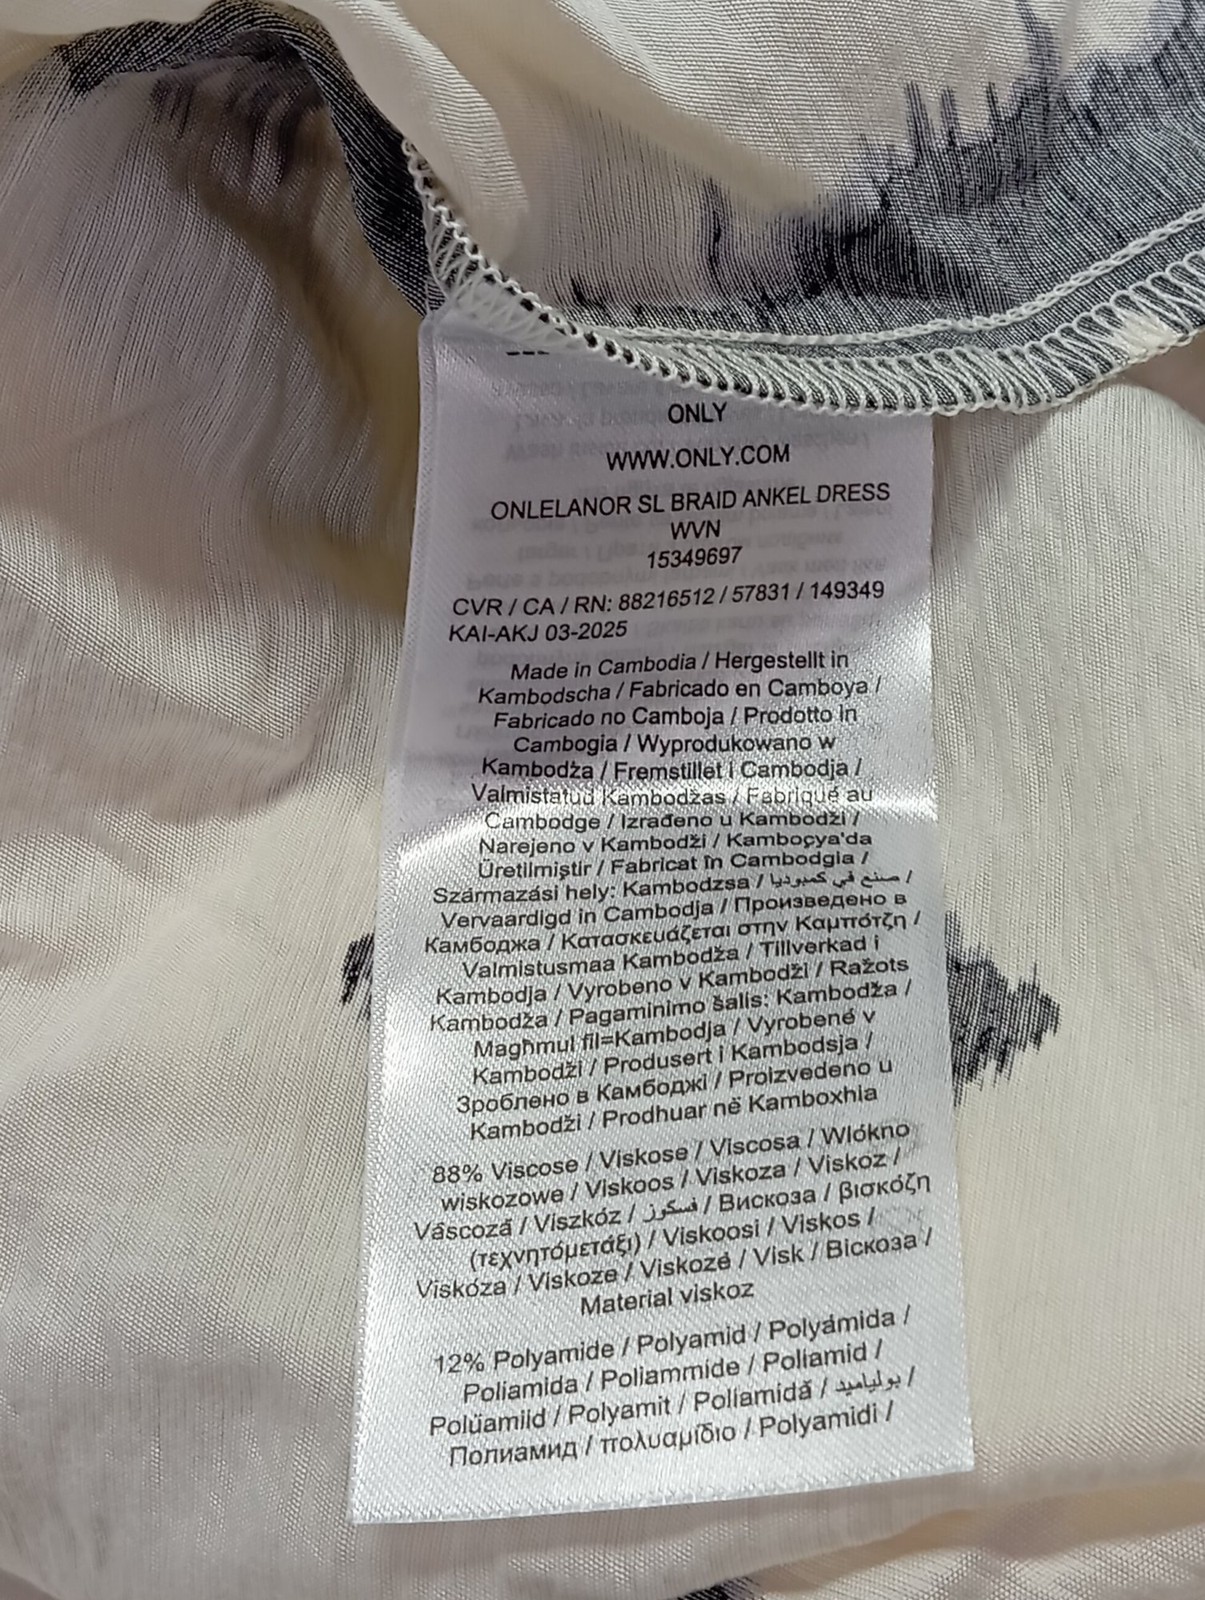 ONLY
WWW.ONLY.COM
ONLELANOR SL BRAID ANKEL DRESS
WVN
15349697
CVR / CA / RN: 88216512 / 57831 / 149349
KAI-AKJ 03-2025
Made in Cambodia / Hergestellt in
Kambodscha / Fabricado en Camboya /
Fabricado no Camboja / Prodotto in
Cambogia / Wyprodukowano w
Kambodża / Fremstillet i Cambodja /
Valmistatud Kambodžas / Fabriqué au
Cambodge / Izrađeno u Kambodži /
Narejeno v Kambodži / Kamboçya'da
Üretilmiştir / Fabricat în Cambodgia /
Származási hely: Kambodzsa / صنع في كمبوديا /
Vervaardigd in Cambodja / Произведено в
Камбоджа / Κατασκευάζεται στην Καμπότζη /
Valmistusmaa Kambodža / Tillverkad i
Kambodja / Vyrobeno v Kambodži / Ražots
Kambodža / Pagaminimo šalis: Kambodža /
Magħmul fil=Kambodja / Vyrobené v
Kambodži / Produsert i Kambodsja /
Зроблено в Камбоджі / Proizvedeno u
Kambodži / Prodhuar në Kamboxhia
88% Viscose / Viskose / Viscosa / Wlókno
wiskozowe / Viskoos / Viskoza / Viskoz /
Vâscoză / Viszkóz / فسكوز / Вискоза / βισκόζη
(τεχνητόμετάξι) / Viskoosi / Viskos /
Viskóza / Viskoze / Viskozė / Visk / Віскоза /
Material viskoz
12% Polyamide / Polyamid / Polyámida /
Poliamida / Poliammide / Poliamid /
Polüamiid / Polyamit / Poliamidă / بولياميد /
Полиамид / πολυαμίδιο / Polyamidi /